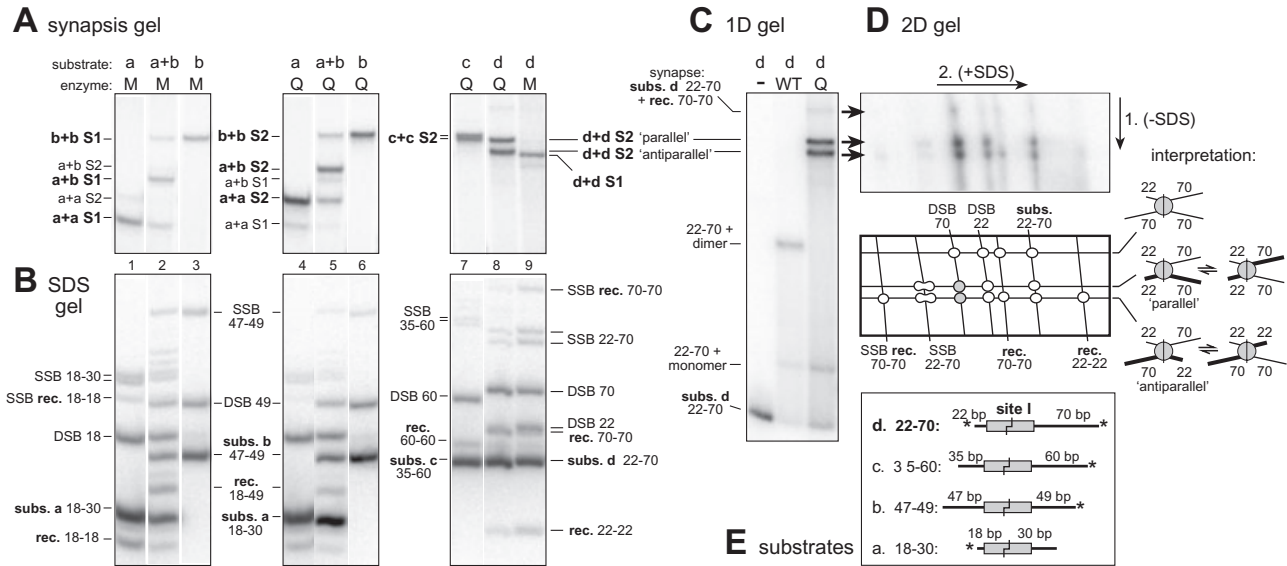 A synapsis gel
substrate: a a+b b
enzyme: M M M
b+b S1
a+b S2
a+b S1
a+a S2
a+a S1
a a+b b
Q Q Q
b+b S2
a+b S2
a+b S1
a+a S2
a+a S1
c d d
Q Q M
c+c S2
d+d S2 'parallel'
d+d S2 'antiparallel'
d+d S1
B SDS
gel
1 2 3
4 5 6
7 8 9
SSB 18-30
SSB rec. 18-18
DSB 18
subs. a 18-30
rec. 18-18
SSB
47-49
DSB 49
subs. b
47-49
rec.
18-49
subs. a
18-30
SSB
35-60
DSB 60
rec.
60-60
subs. c
35-60
SSB rec. 70-70
SSB 22-70
DSB 70
DSB 22
rec. 70-70
subs. d 22-70
rec. 22-22
C 1D gel
d d d
- WT Q
synapse:
subs. d 22-70
+ rec. 70-70
22-70 +
dimer
22-70 +
monomer
subs. d
22-70
D 2D gel
2. (+SDS)
1. (-SDS)
interpretation:
DSB
70
DSB
22
subs.
22-70
SSB rec.
70-70
SSB
22-70
rec.
70-70
rec.
22-22
22 70
70 70
22 70
22 70
22 70
22 70
'parallel'
22 70
70 22
22 22
70 70
'antiparallel'
E substrates
site I
d. 22-70: 22 bp 70 bp
* *
c. 3 5-60: 35 bp 60 bp
*
b. 47-49: 47 bp 49 bp
*
a. 18-30: 18 bp 30 bp
*